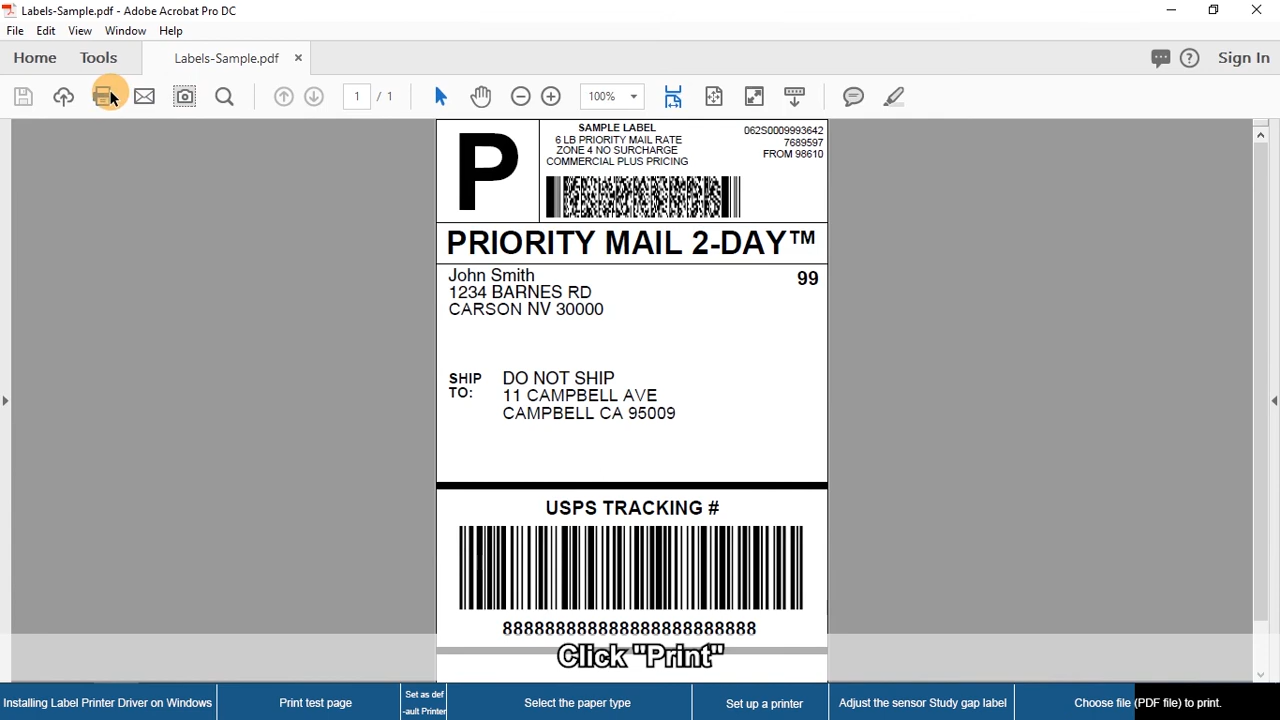 Labels-Sample.pdf - Adobe Acrobat Pro DC
File Edit View Window Help
Home Tools Labels-Sample.pdf × Sign In
1 / 1 100%
P
SAMPLE LABEL
6 LB PRIORITY MAIL RATE
ZONE 4 NO SURCHARGE
COMMERCIAL PLUS PRICING
062S0009993642
7689597
FROM 98610
PRIORITY MAIL 2-DAY™
John Smith
1234 BARNES RD
CARSON NV 30000
99
SHIP TO:
DO NOT SHIP
11 CAMPBELL AVE
CAMPBELL CA 95009
USPS TRACKING #
Click "Print"
Installing Label Printer Driver on Windows
Print test page
Set as def
-ault Printer
Select the paper type
Set up a printer
Adjust the sensor Study gap label
Choose file (PDF file) to print.